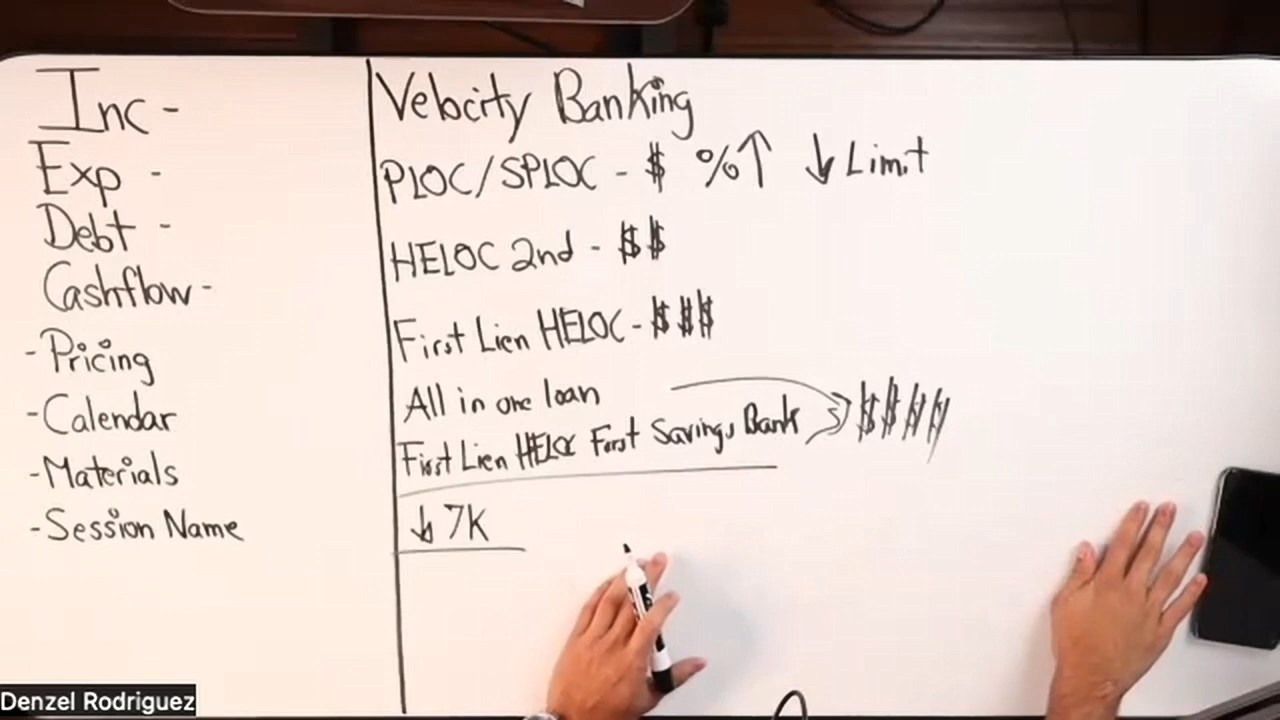 Inc -
Exp -
Debt -
Cashflow -
- Pricing
- Calendar
- Materials
- Session Name
Velocity Banking
PLOC/SPLOC - $ %↑ ↓ Limit
HELOC 2nd - $$
First Lien HELOC - $$$
All in one loan
First Lien HELOC First Savings Bank > $$$$
↓ 7K
Denzel Rodriguez